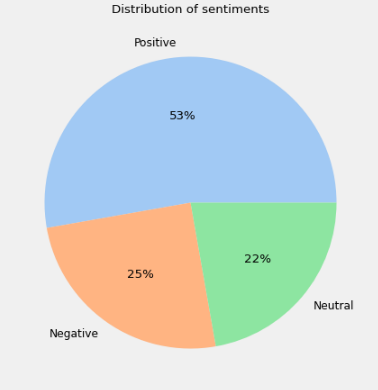 Distribution of sentiments
Positive
53%
22%
25%
Neutral
Negative